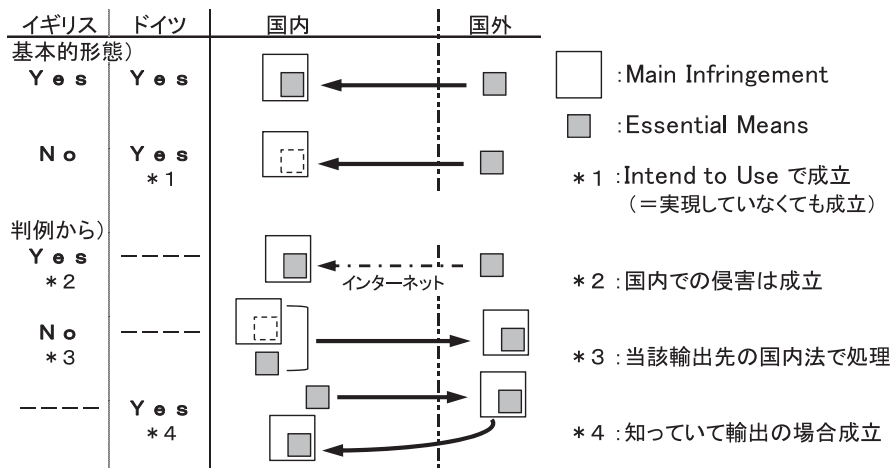 イギリス ドイツ 国内 国外
基本的形態)
Yes Yes
No Yes
*1
判例から)
Yes ----
*2
インターネット
No ----
*3
---- Yes
*4
:Main Infringement
:Essential Means
*1:Intend to Use で成立
(=実現していなくても成立)
*2:国内での侵害は成立
*3:当該輸出先の国内法で処理
*4:知っていて輸出の場合成立